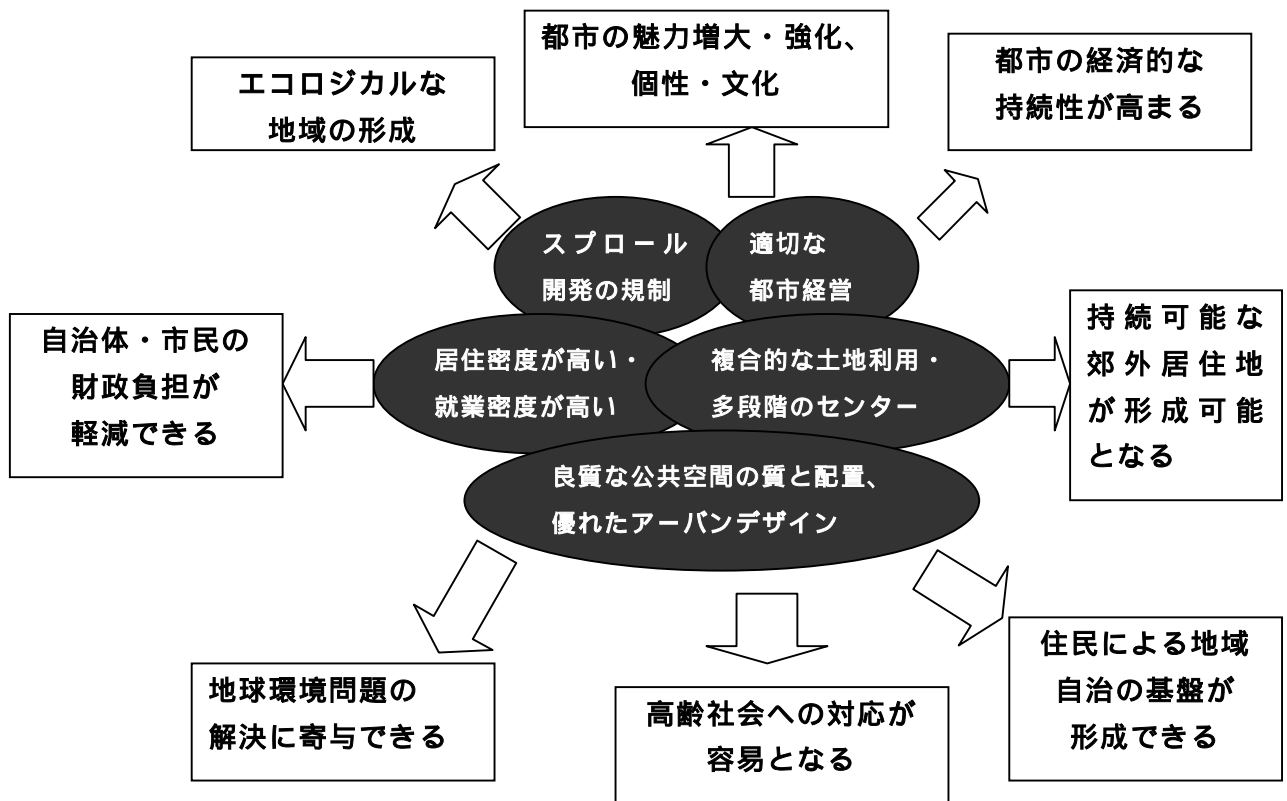 都市の魅力増大・強化、
個性・文化
エコロジカルな
地域の形成
都市の経済的な
持続性が高まる
スプロール
開発の規制
適切な
都市経営
自治体・市民の
財政負担が
軽減できる
居住密度が高い・
就業密度が高い
複合的な土地利用・
多段階のセンター
持続可能な
郊外居住地
が形成可能
となる
良質な公共空間の質と配置、
優れたアーバンデザイン
地球環境問題の
解決に寄与できる
高齢社会への対応が
容易となる
住民による地域
自治の基盤が
形成できる